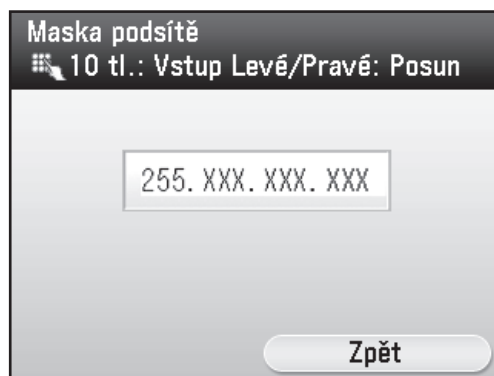 Maska podsítě
10 tl.: Vstup Levé/Pravé: Posun
255. XXX. XXX. XXX
Zpět